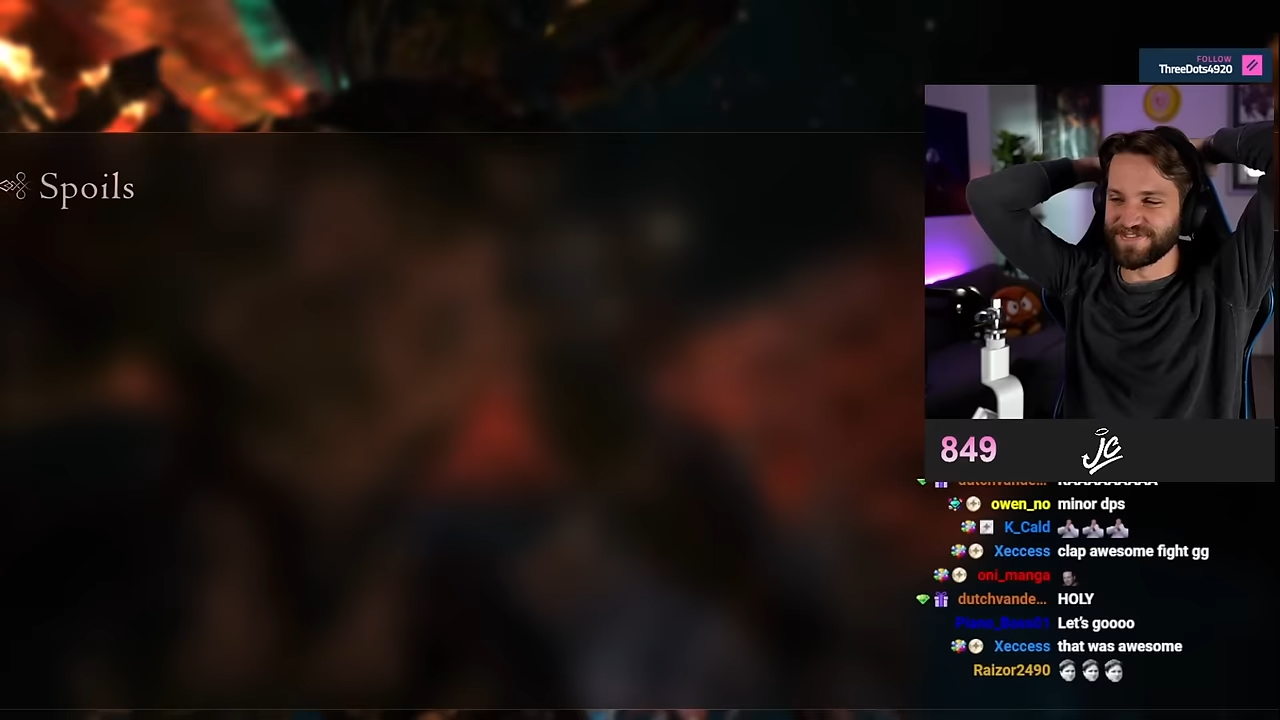 FOLLOW
ThreeDots4920
Spoils
849
JC
dutchvande...
owen_no minor dps
K_Cald
Xeccess clap awesome fight gg
oni_manga
dutchvande... HOLY
Let's goooo
Xeccess that was awesome
Raizor2490